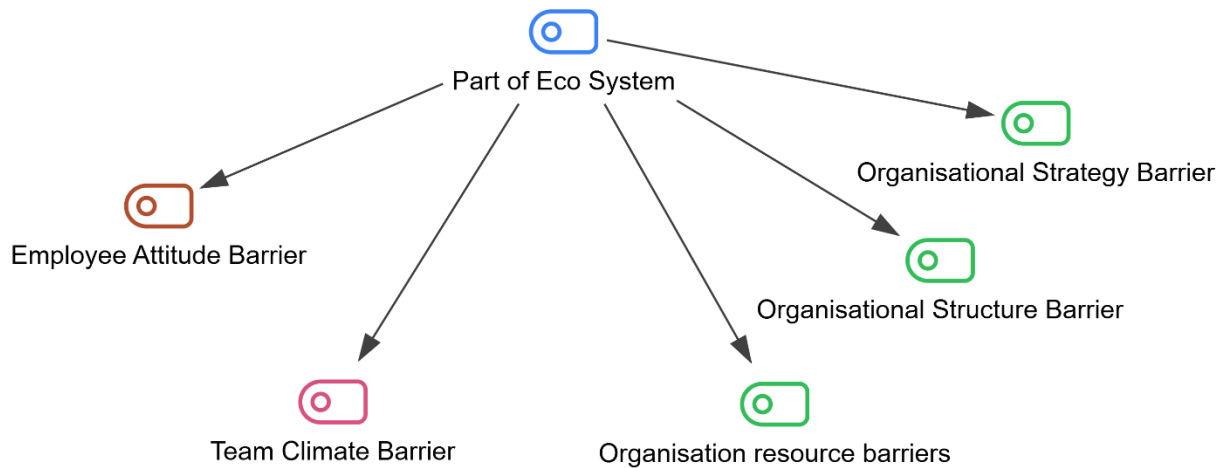 Part of Eco System
Organisational Strategy Barrier
Employee Attitude Barrier
Organisational Structure Barrier
Team Climate Barrier
Organisation resource barriers